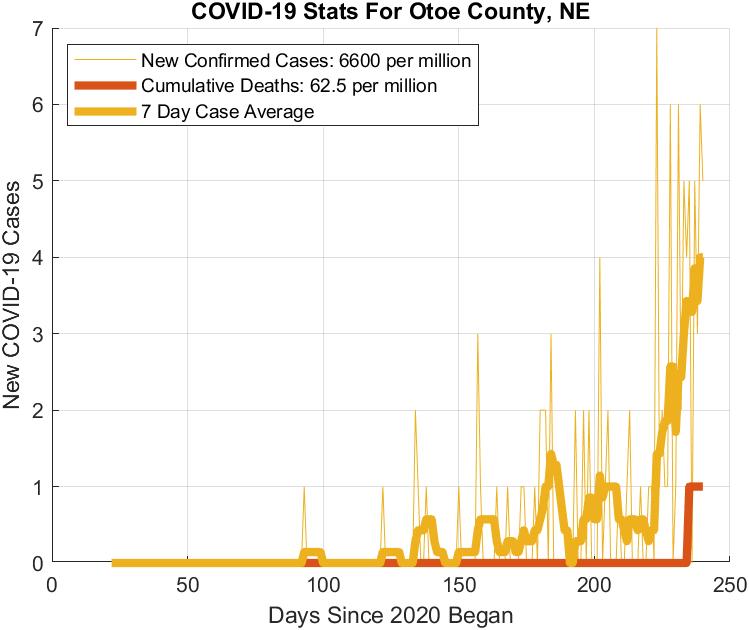 COVID-19 Stats For Otoe County, NE
New Confirmed Cases: 6600 per million
Cumulative Deaths: 62.5 per million
7 Day Case Average
New COVID-19 Cases
7
6
5
4
3
2
1
0
0 50 100 150 200 250
Days Since 2020 Began